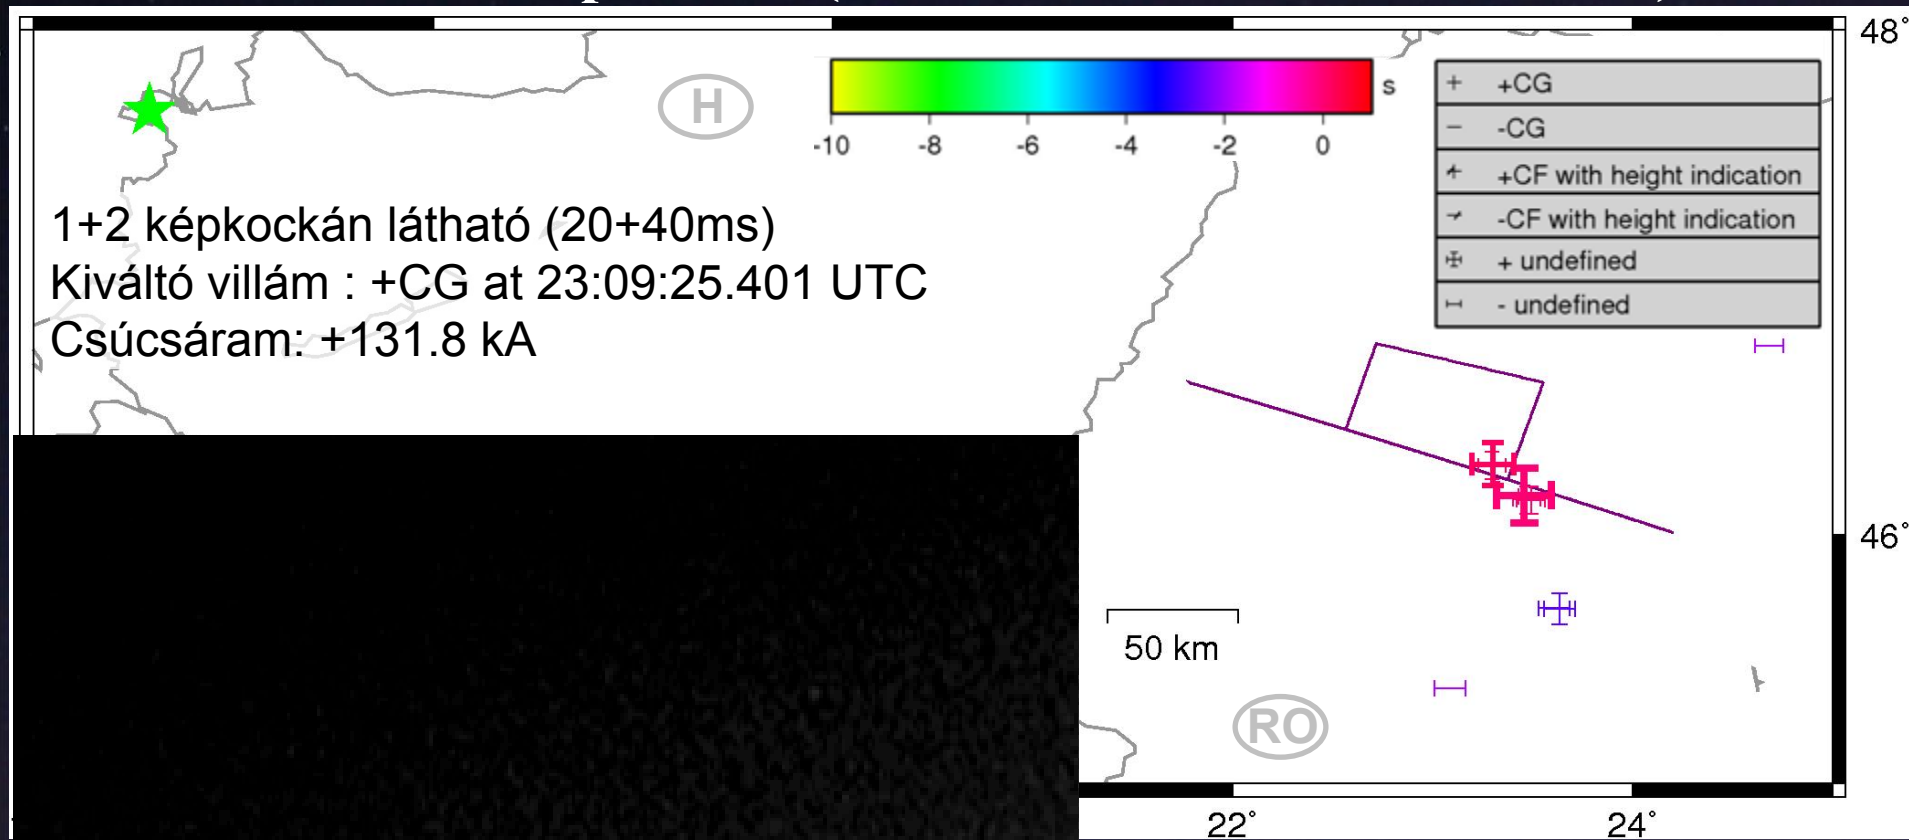 48°
H
s
-10 -8 -6 -4 -2 0
+ +CG
- -CG
+CF with height indication
-CF with height indication
+ undefined
- undefined
1+2 képkockán látható (20+40ms)
Kiváltó villám : +CG at 23:09:25.401 UTC
Csúcsáram: +131.8 kA
46°
50 km
RO
22° 24°